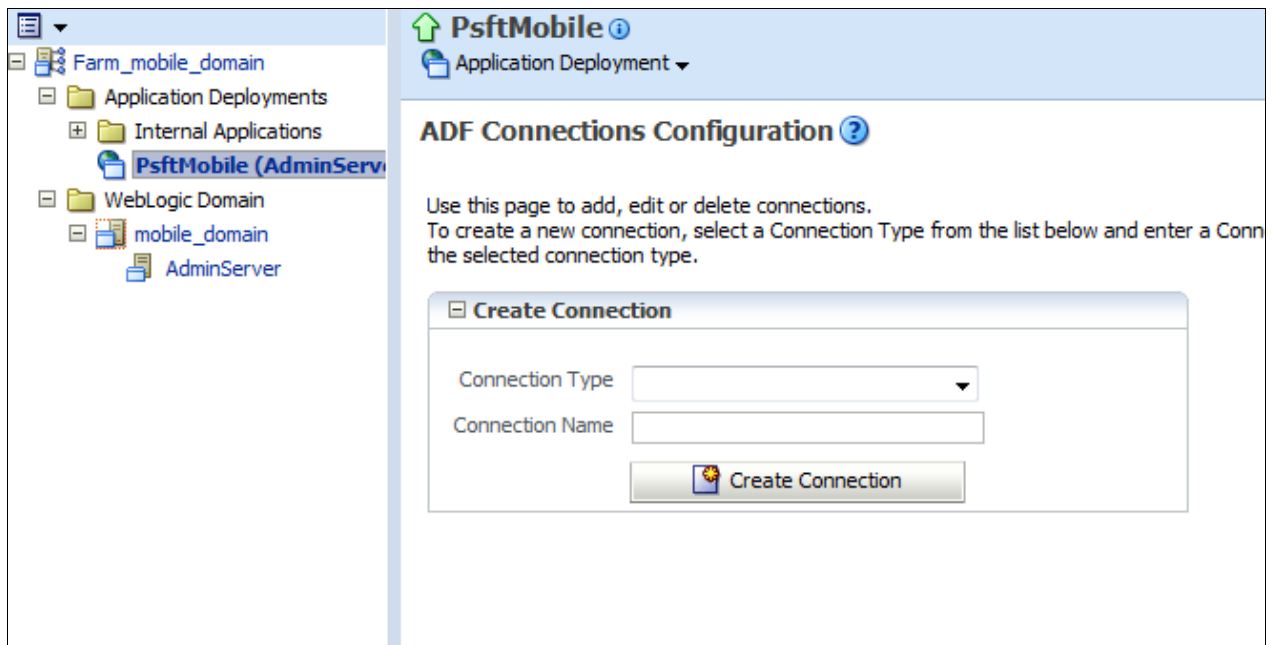 Farm_mobile_domain
Application Deployments
Internal Applications
PsftMobile (AdminServ
WebLogic Domain
mobile_domain
AdminServer
PsftMobile
Application Deployment
ADF Connections Configuration
Use this page to add, edit or delete connections.
To create a new connection, select a Connection Type from the list below and enter a Conn
the selected connection type.
Create Connection
Connection Type
Connection Name
Create Connection